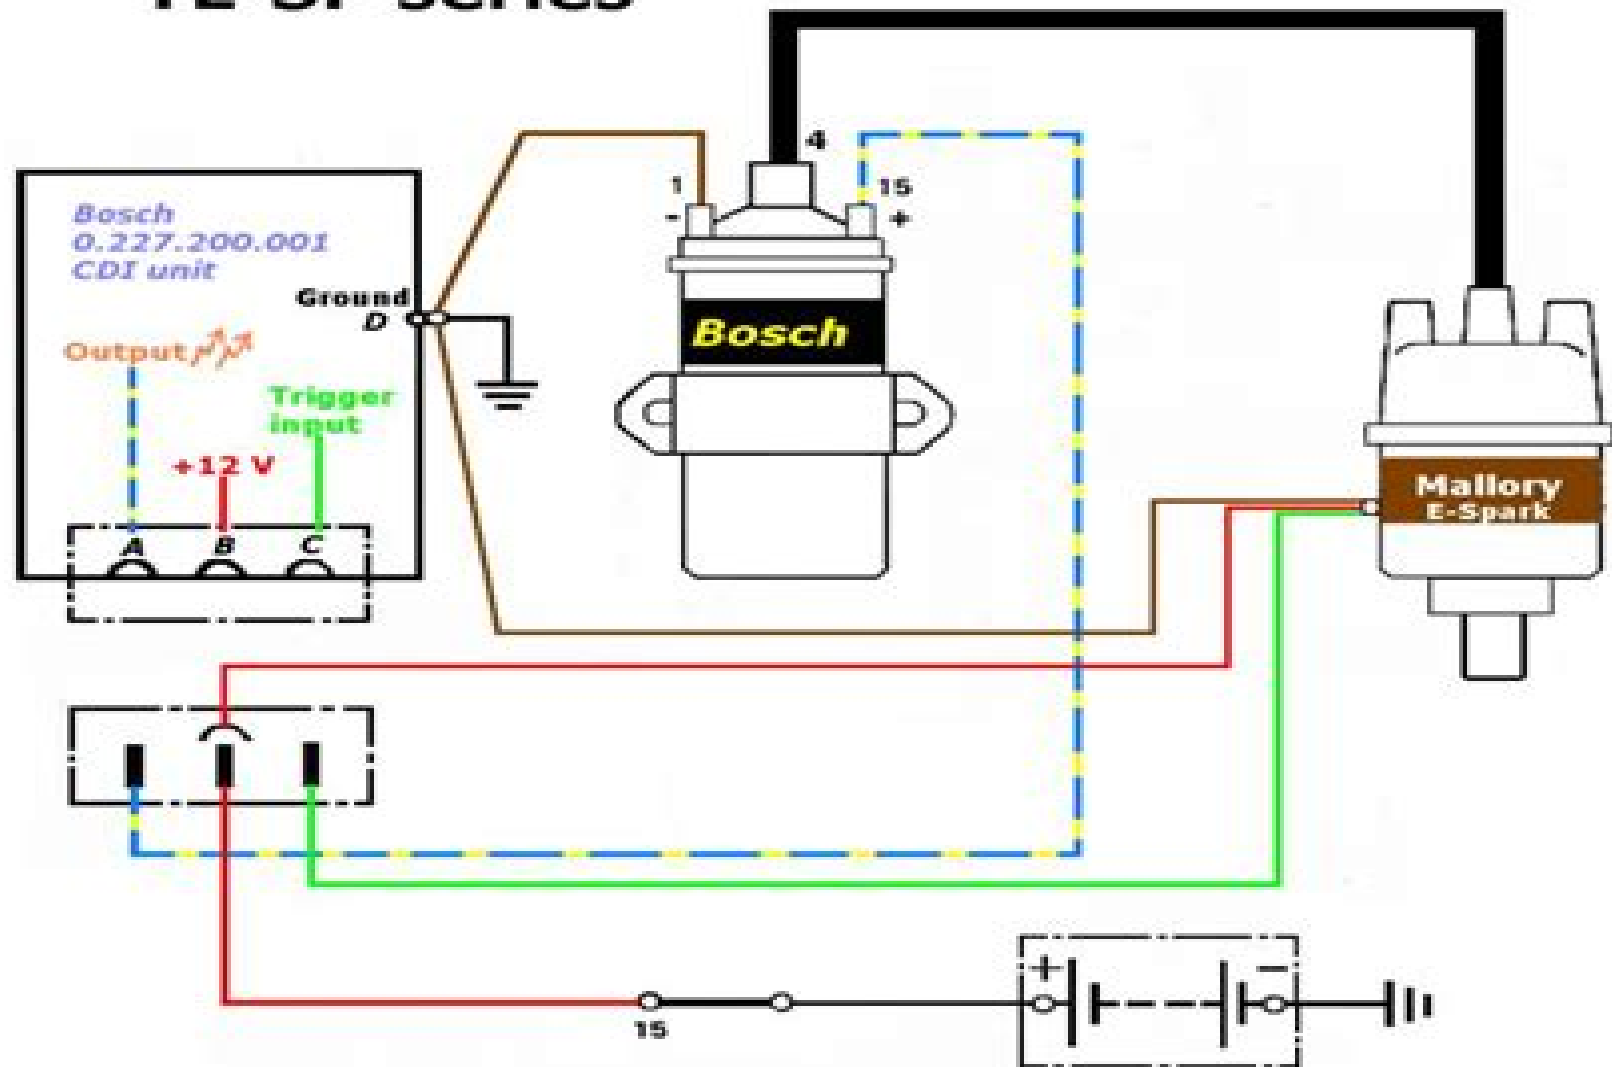 series
4
1
15
-
+
Bosch
0.227.200.001
CDI unit
Ground
D
Output
Trigger
input
+12 V
A B C
Bosch
Mallory
E-Spark
+ -
15